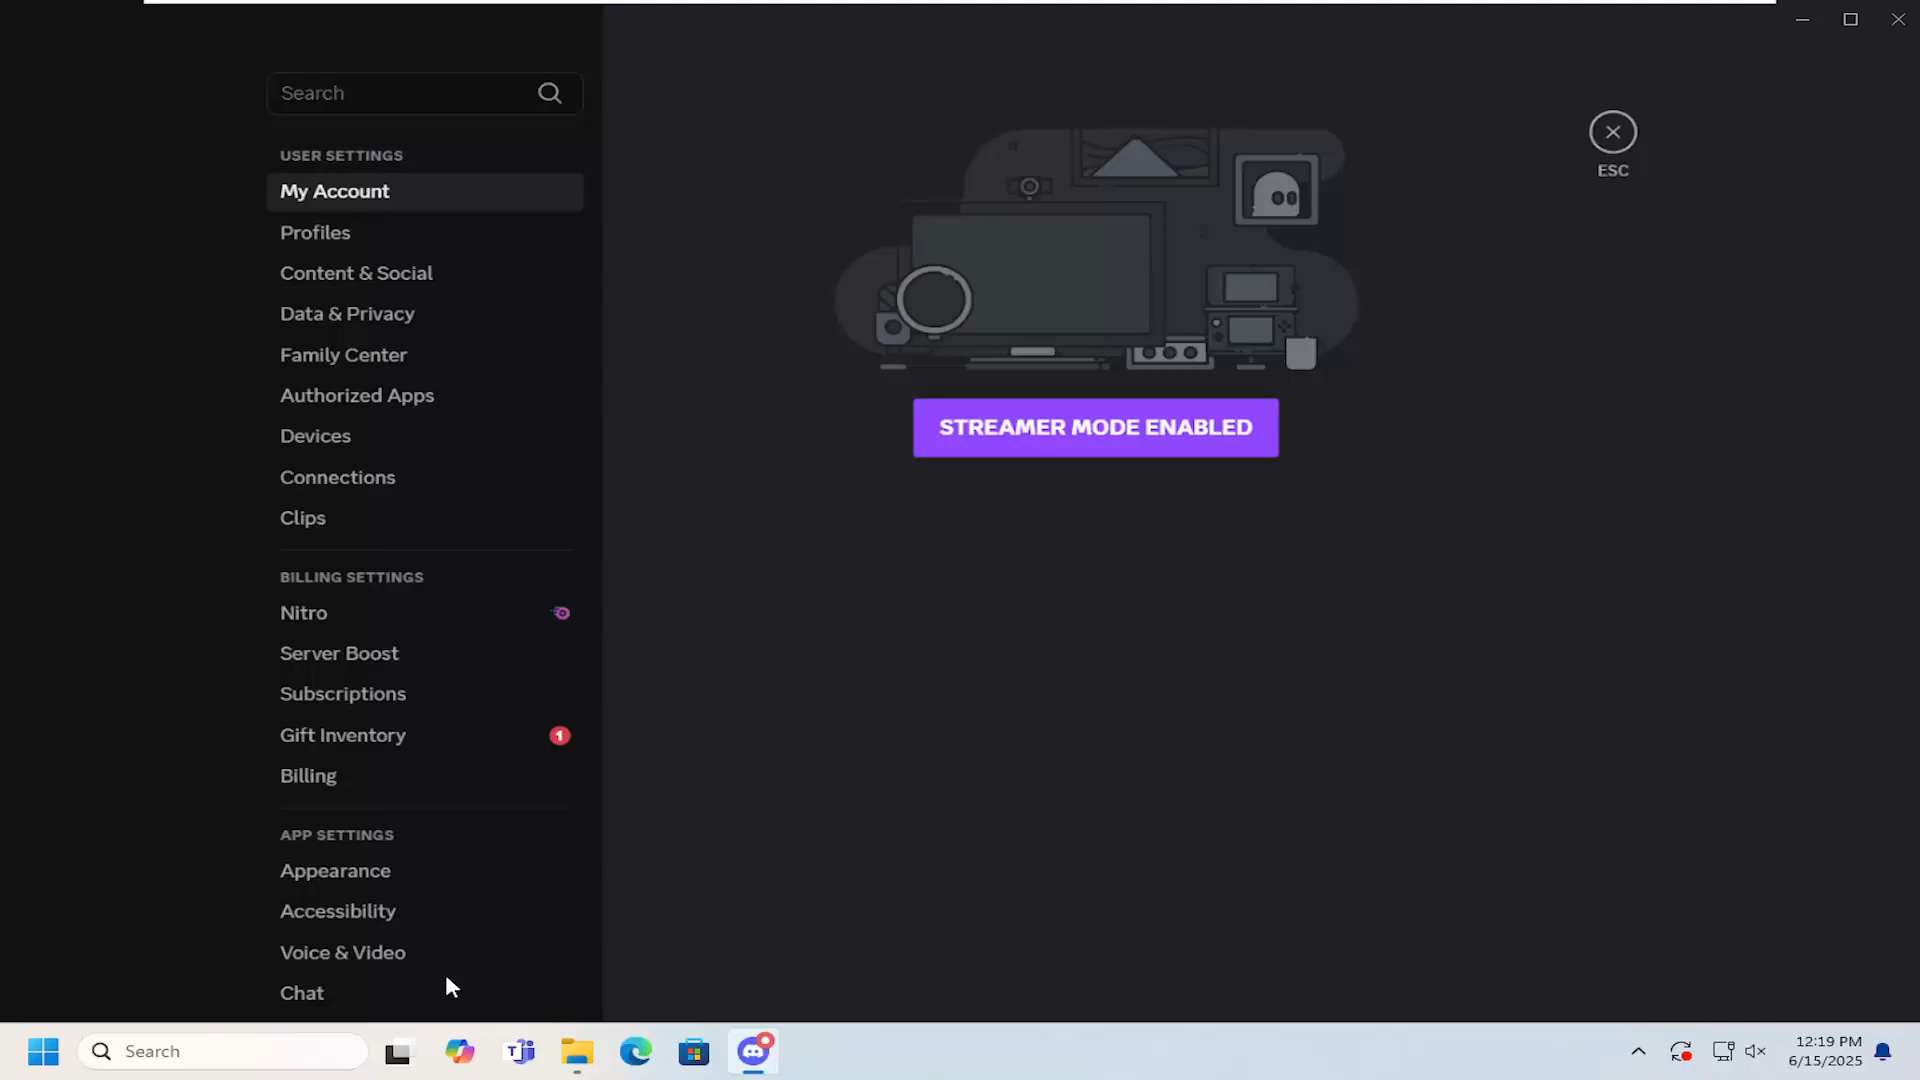 Search
USER SETTINGS
My Account
Profiles
Content & Social
Data & Privacy
Family Center
Authorized Apps
Devices
Connections
Clips
BILLING SETTINGS
Nitro
Server Boost
Subscriptions
Gift Inventory 1
Billing
APP SETTINGS
Appearance
Accessibility
Voice & Video
Chat
ESC
STREAMER MODE ENABLED
Search
T
12:19 PM
6/15/2025